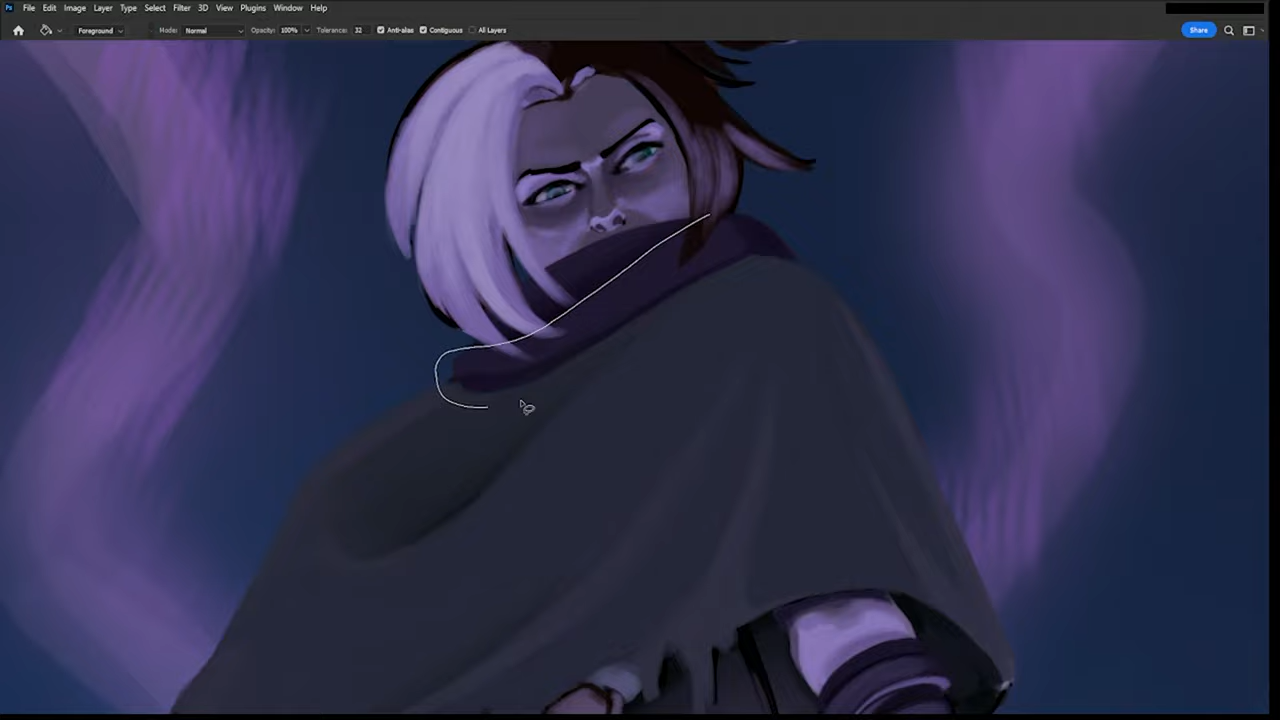 Ps File Edit Image Layer Type Select Filter 3D View Plugins Window Help
Foreground Mode: Normal Opacity: 100% Tolerance: 32 Anti-alias Contiguous All Layers Share